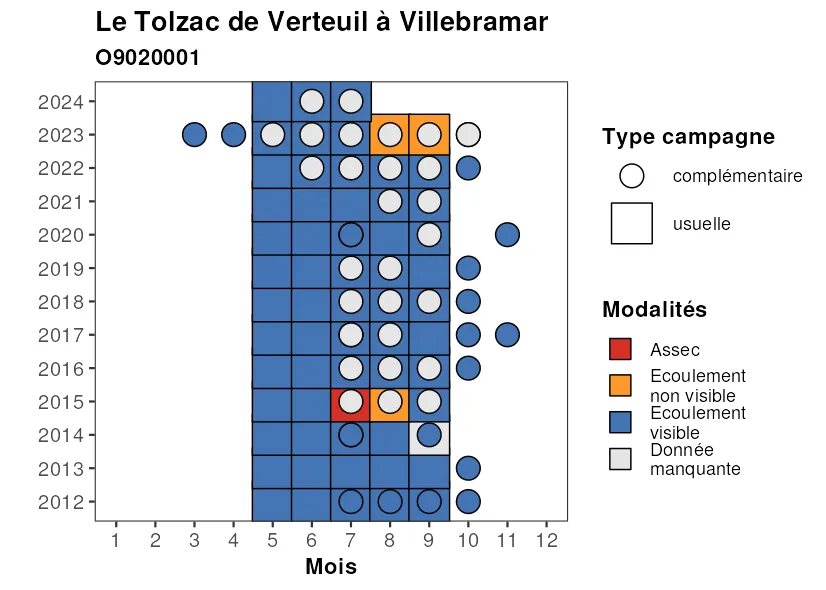 Le Tolzac de Verteuil à Villebramar
O9020001
2024
2023
2022
2021
2020
2019
2018
2017
2016
2015
2014
2013
2012
1 2 3 4 5 6 7 8 9 10 11 12
Mois
Type campagne
complémentaire
usuelle
Modalités
Assec
Ecoulement
non visible
Ecoulement
visible
Donnée
manquante